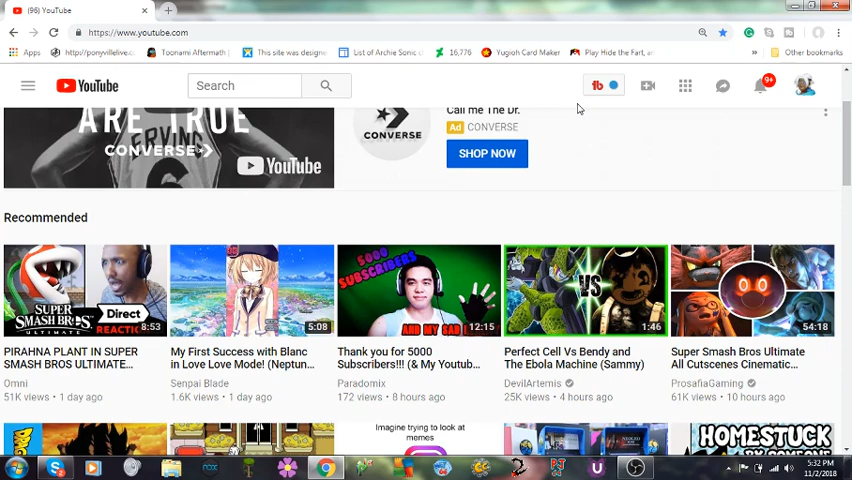 (96) YouTube
https://www.youtube.com
Apps
http://ponyvillelive.c
Toonami Aftermath
This site was designe
List of Archie Sonic c
16,776
Yugioh Card Maker
Play Hide the Fart, an
Other bookmarks
YouTube
Search
9+
ARE TRUE
CONVERSE
YouTube
CONVERSE
Call me The Dr.
Ad CONVERSE
SHOP NOW
Recommended
SUPER
SMASH BROS.
ULTIMATE
Direct
REACTIO
8:53
5:08
5000
SUBSCRIBERS!
AND MY SAD
12:15
VS
1:46
54:18
PIRAHNA PLANT IN SUPER
SMASH BROS ULTIMATE...
Omni
51K views • 1 day ago
My First Success with Blanc
in Love Love Mode! (Neptun...
Senpai Blade
1.6K views • 1 day ago
Thank you for 5000
Subscribers!!! (& My Youtub...
Paradomix
172 views • 8 hours ago
Perfect Cell Vs Bendy and
The Ebola Machine (Sammy)
DevilArtemis
25K views • 4 hours ago
Super Smash Bros Ultimate
All Cutscenes Cinematic...
ProsafiaGaming
61K views • 10 hours ago
Imagine trying to look at
memes
HOMESTUCK
BY SOMEONE
nox
5:32 PM
11/2/2018